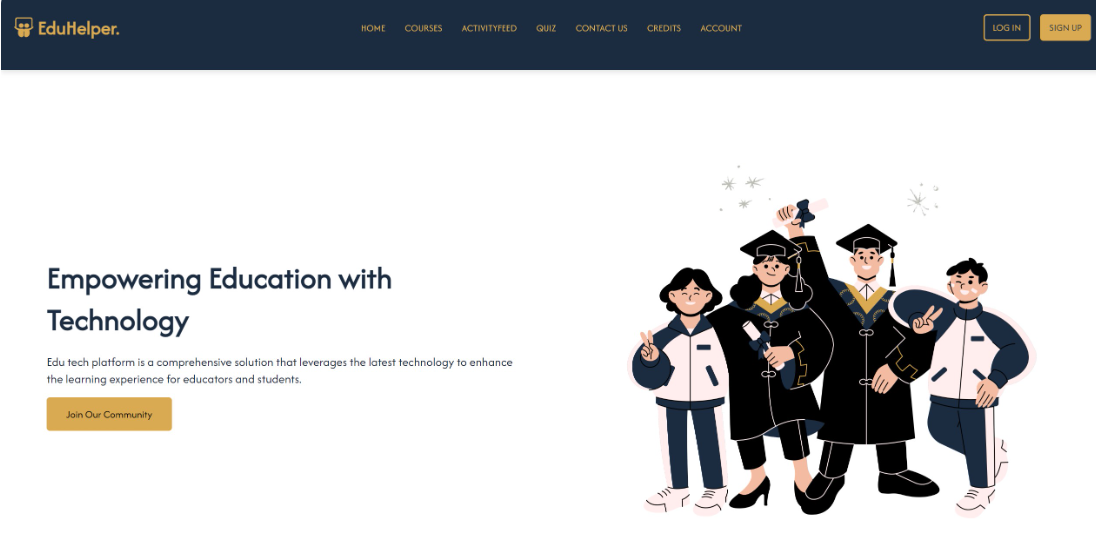 EduHelper.
HOME COURSES ACTIVITYFEED QUIZ CONTACT US CREDITS ACCOUNT
LOG IN SIGN UP
Empowering Education with
Technology
Edu tech platform is a comprehensive solution that leverages the latest technology to enhance
the learning experience for educators and students.
Join Our Community